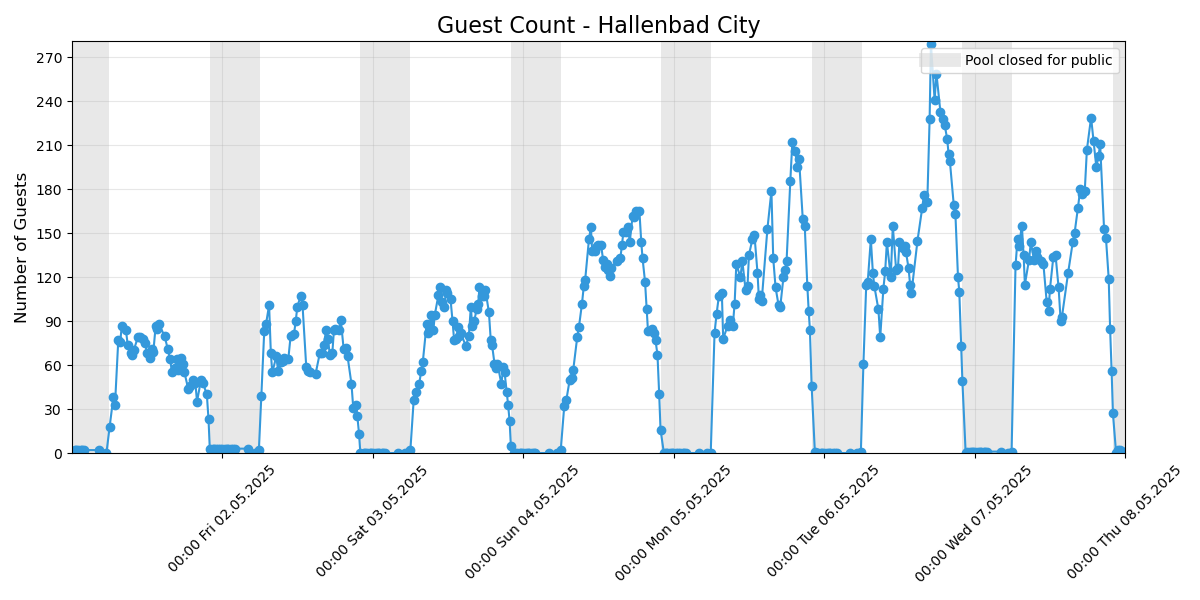 Guest Count - Hallenbad City
Pool closed for public
Number of Guests
270
240
210
180
150
120
90
60
30
0
00:00 Fri 02.05.2025
00:00 Sat 03.05.2025
00:00 Sun 04.05.2025
00:00 Mon 05.05.2025
00:00 Tue 06.05.2025
00:00 Wed 07.05.2025
00:00 Thu 08.05.2025